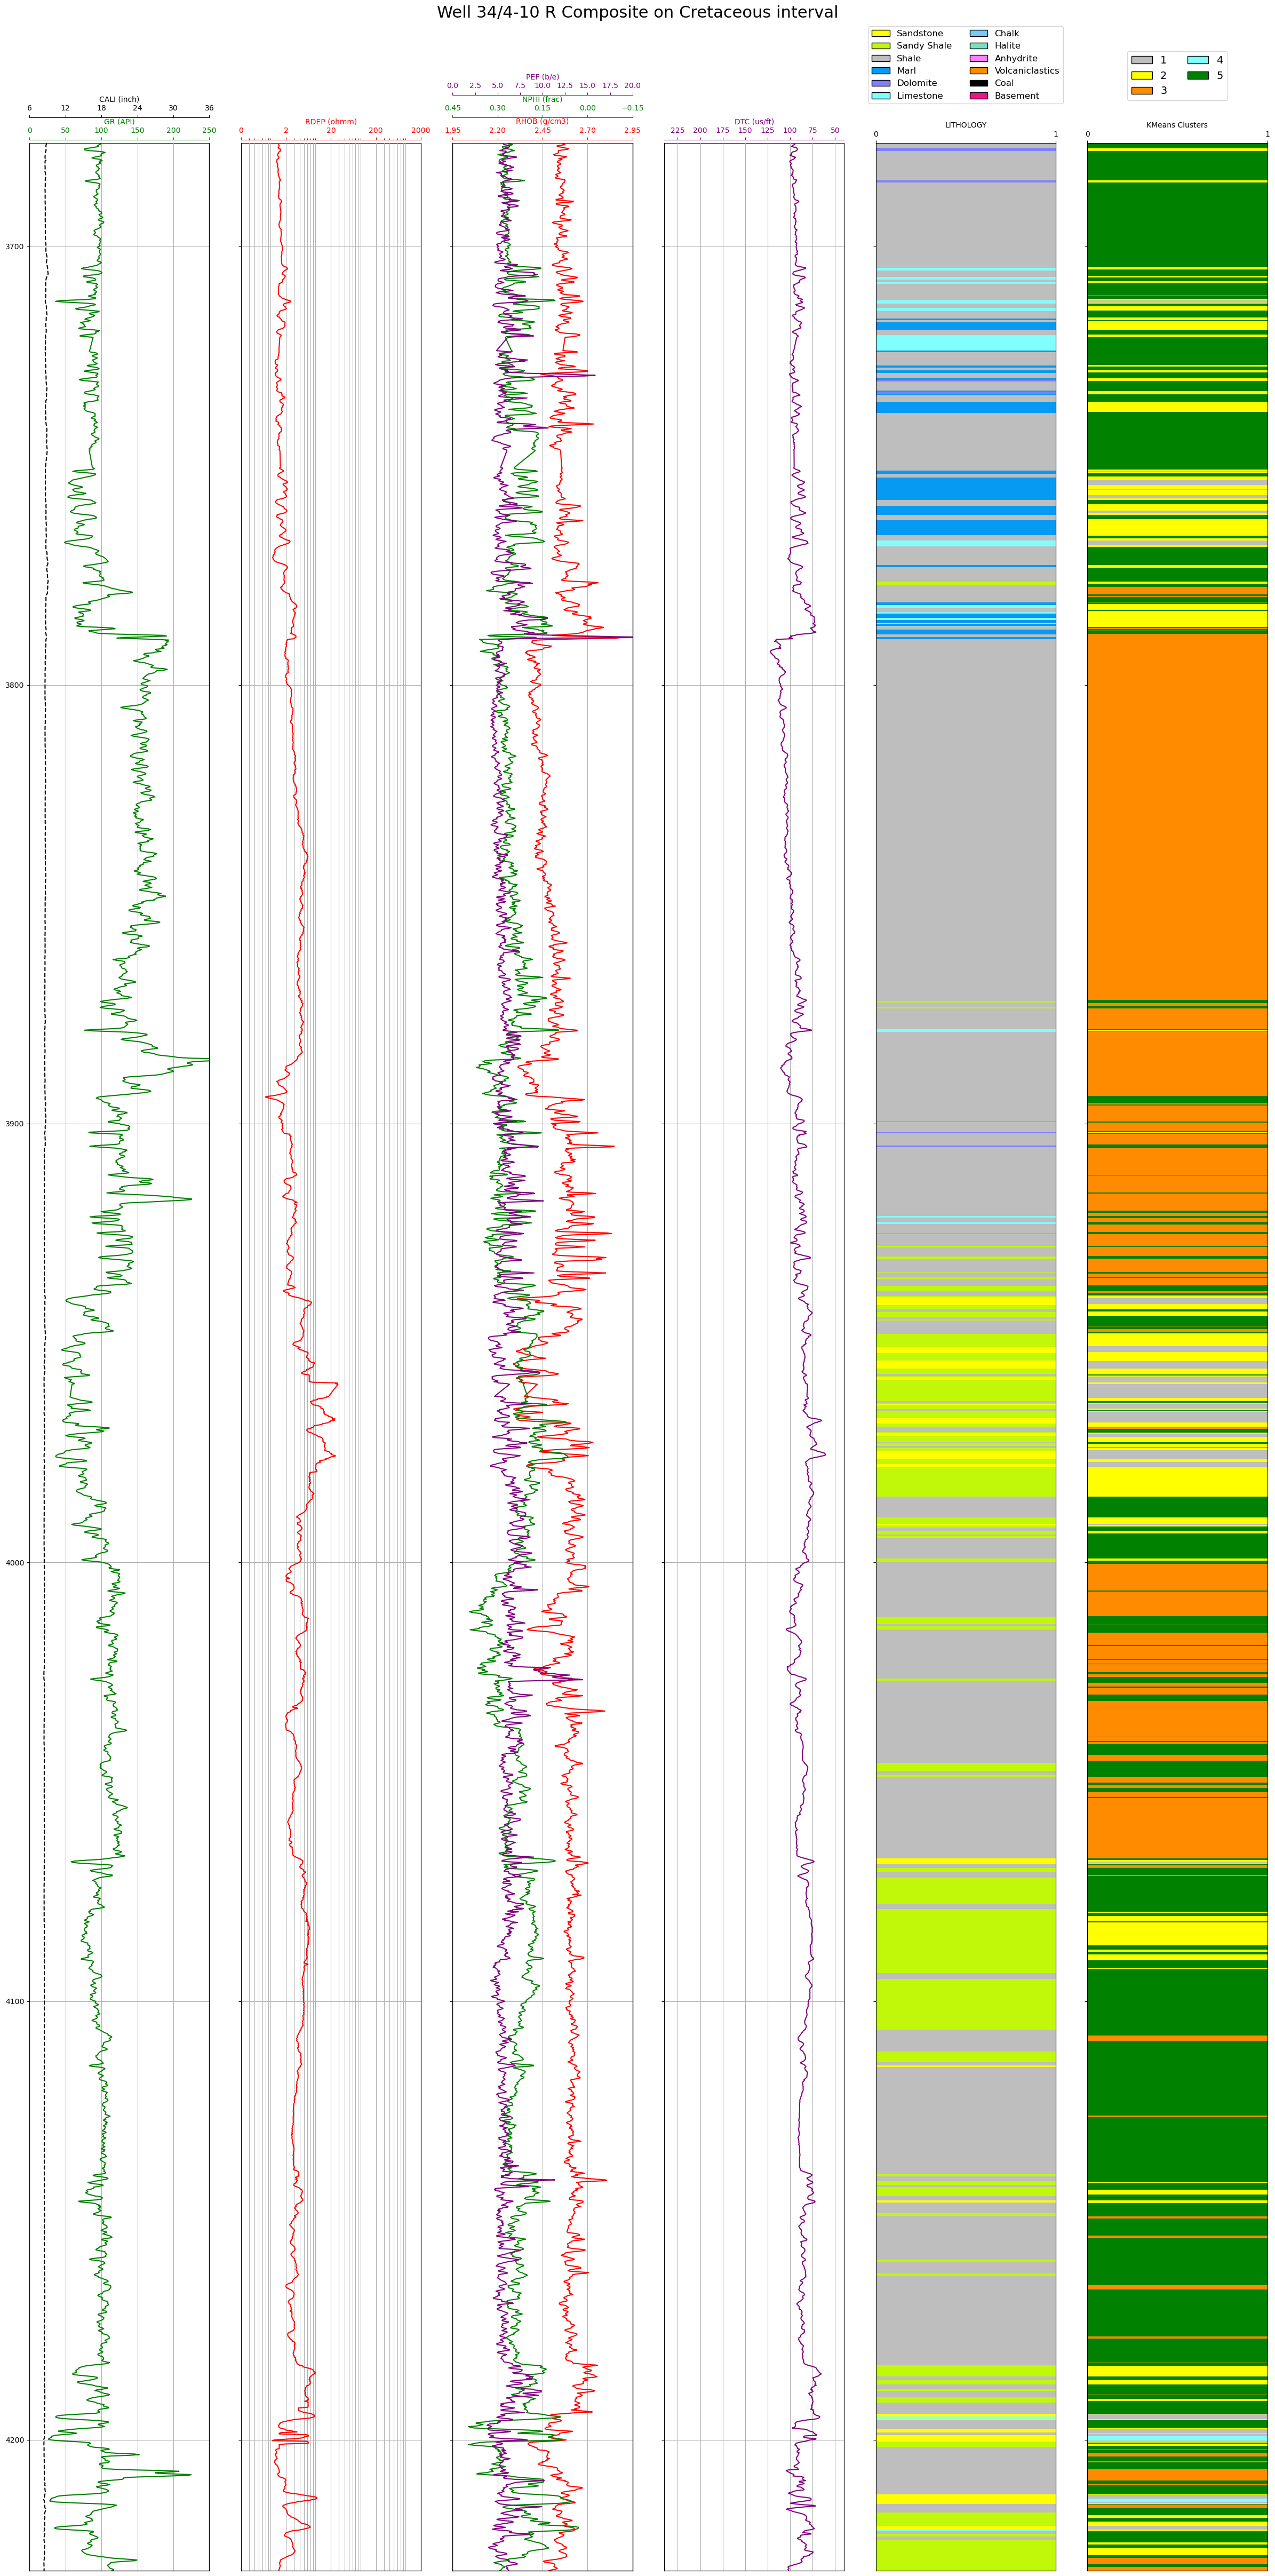 Well 34/4-10 R Composite on Cretaceous interval
Sandstone Chalk
Sandy Shale Halite
Shale Anhydrite
Marl Volcaniclastics
Dolomite Coal
Limestone Basement
1 4
2 5
3
PEF (b/e)
0.0 2.5 5.0 7.5 10.0 12.5 15.0 17.5 20.0
CALI (inch) NPHI (frac)
6 12 18 24 30 36 0.45 0.30 0.15 0.00 −0.15
GR (API) RDEP (ohmm) RHOB (g/cm3) DTC (us/ft) LITHOLOGY KMeans Clusters
0 50 100 150 200 250 0 2 20 200 2000 1.95 2.20 2.45 2.70 2.95 225 200 175 150 125 100 75 50 0 1 0 1
3700
3800
3900
4000
4100
4200